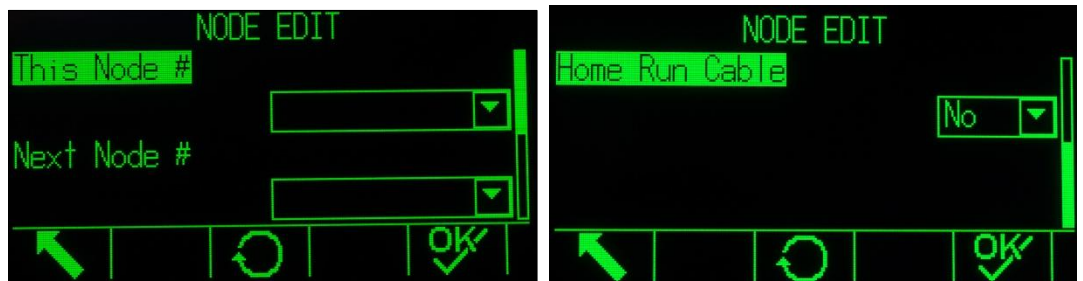 NODE EDIT
This Node #
Next Node #
OK
NODE EDIT
Home Run Cable
No
OK